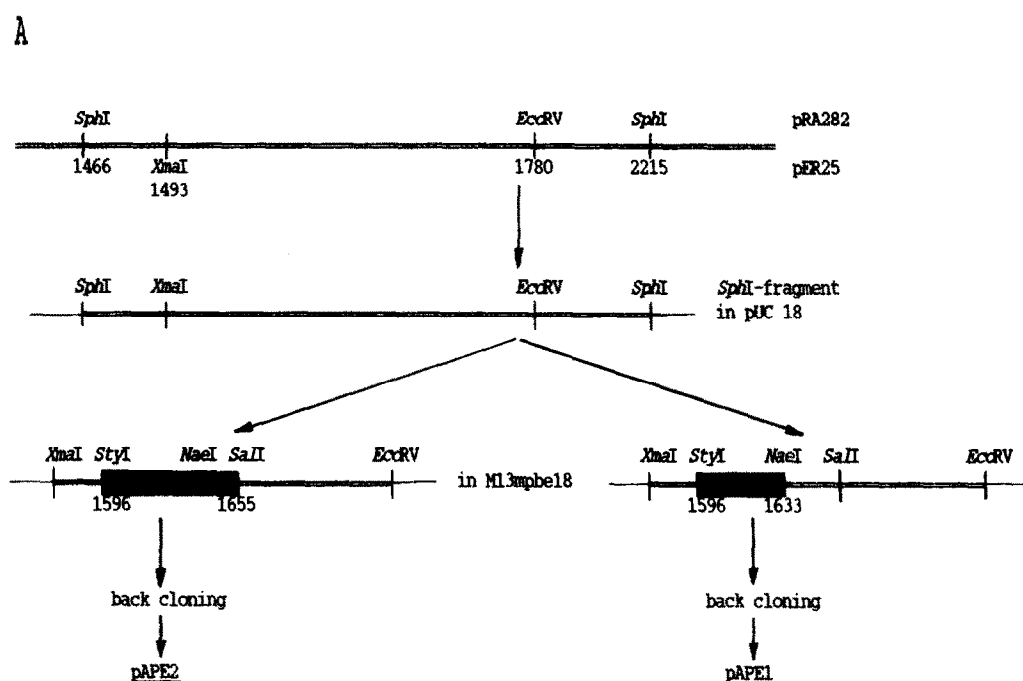 A
SphI EcoRV SphI pRA282
1466 XmaI 1780 2215 pER25
1493
SphI XmaI EcoRV SphI SphI-fragment
in pUC 18
XmaI StyI NaeI SalI EcoRV in M13mpbe18 XmaI StyI NaeI SalI EcoRV
1596 1655 1596 1633
back cloning back cloning
pAPE2 pAPE1